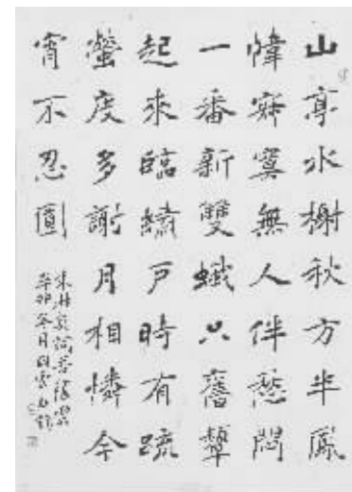 山亭水榭秋方半鳳
幃寂寞無人伴愁悶
一番新雙蛾只舊顰
起來臨繡戶時有疏
螢度多謝月相憐今
宵不忍圓
朱淑真詞菩薩蠻
辛卯冬月